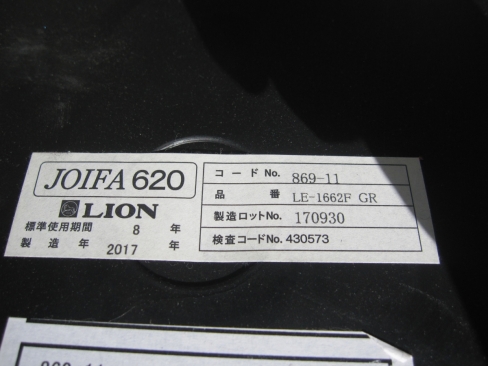 JOIFA 620
LION
標準使用期間 8 年
製造年 2017 年
コード No. 869-11
品番 LE-1662F GR
製造ロットNo. 170930
検査コードNo. 430573